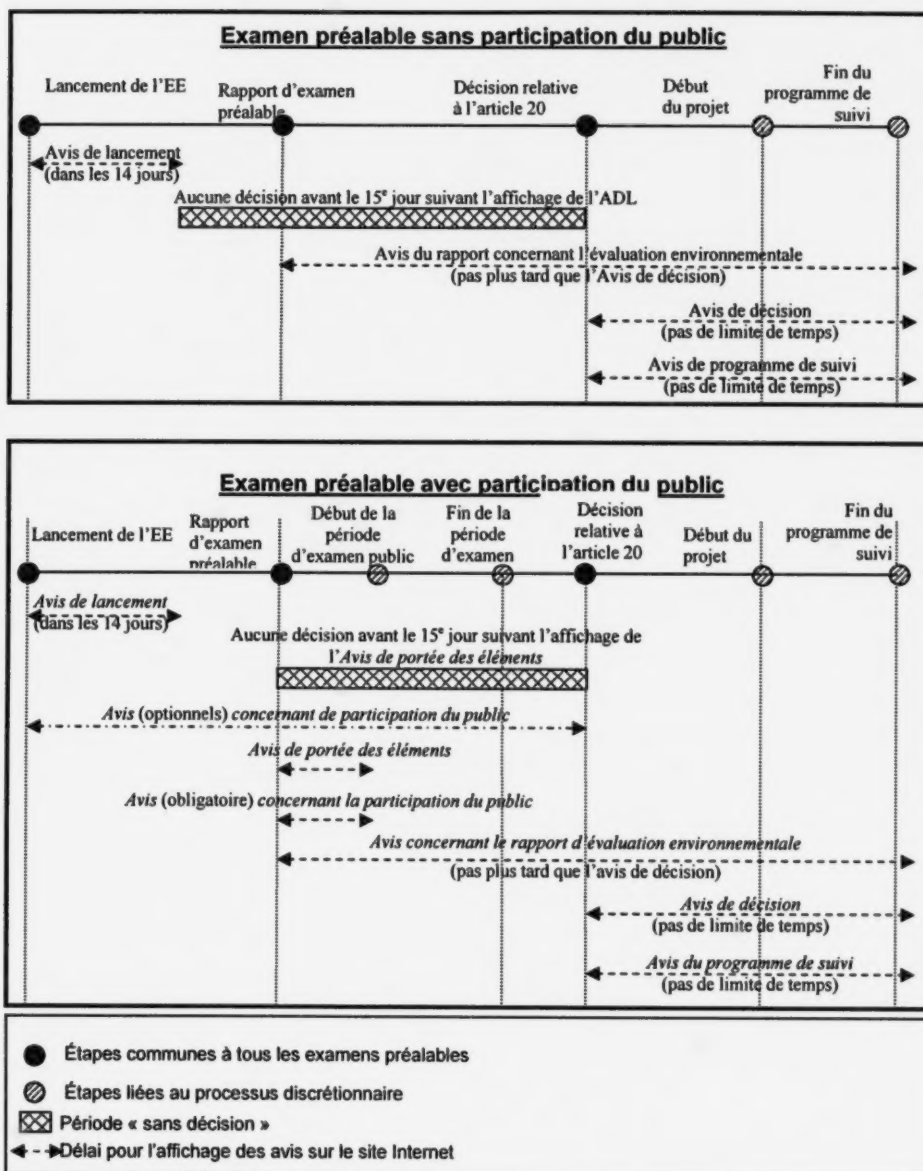 Examen préalable sans participation du public
Lancement de l'EE
Rapport d'examen
préalable
Décision relative
à l'article 20
Début
du projet
Fin du
programme de
suivi
Avis de lancement
(dans les 14 jours)
Aucune décision avant le 15e jour suivant l'affichage de l'ADL
Avis du rapport concernant l'évaluation environnementale
(pas plus tard que l'Avis de décision)
Avis de décision
(pas de limite de temps)
Avis de programme de suivi
(pas de limite de temps)
Examen préalable avec participation du public
Lancement de l'EE
Rapport
d'examen
préalable
Début de la
période
d'examen public
Fin de la
période
d'examen
Décision
relative à
l'article 20
Début du
projet
Fin du
programme de
suivi
Avis de lancement
(dans les 14 jours)
Aucune décision avant le 15e jour suivant l'affichage de
l'Avis de portée des éléments
Avis (optionnels) concernant de participation du public
Avis de portée des éléments
Avis (obligatoire) concernant la participation du public
Avis concernant le rapport d'évaluation environnementale
(pas plus tard que l'avis de décision)
Avis de décision
(pas de limite de temps)
Avis du programme de suivi
(pas de limite de temps)
Étapes communes à tous les examens préalables
Étapes liées au processus discrétionnaire
Période « sans décision »
Délai pour l'affichage des avis sur le site Internet